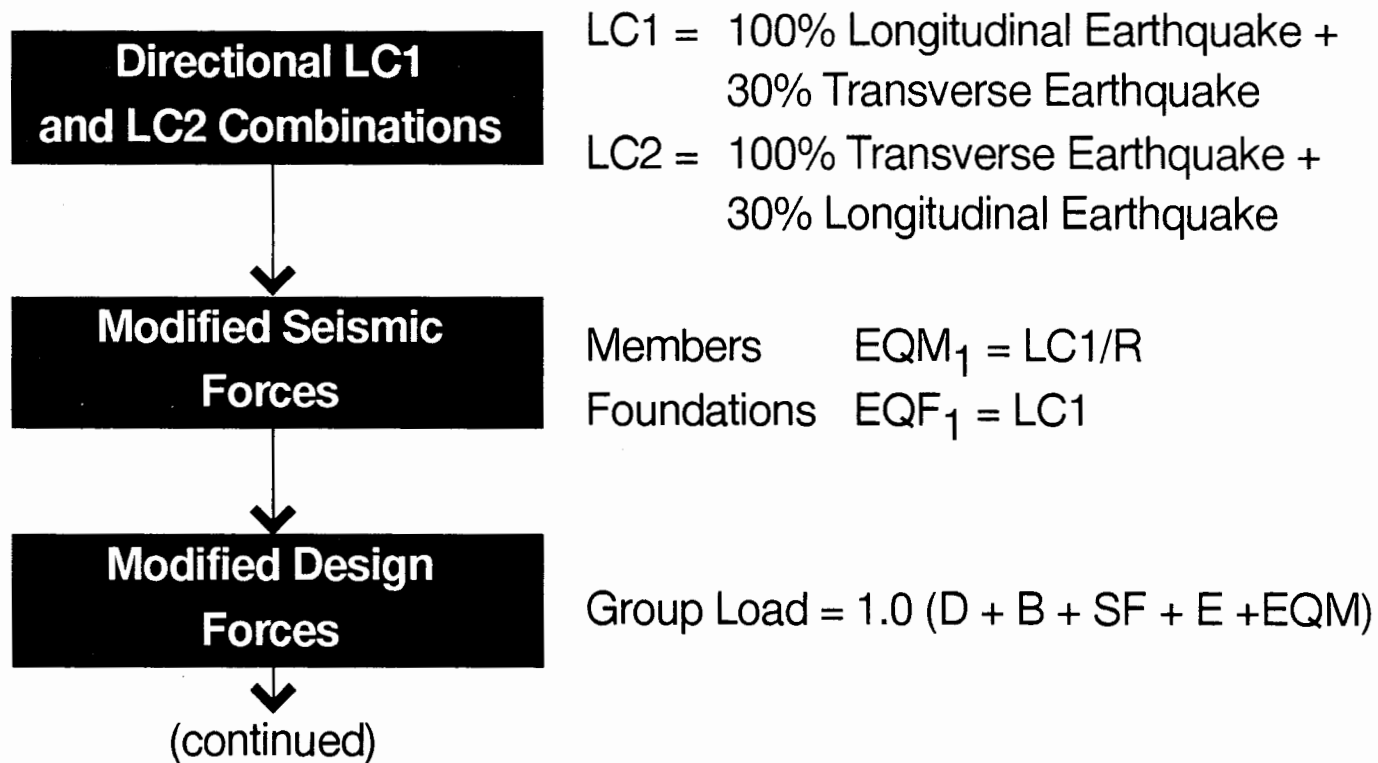 Directional LC1
and LC2 Combinations
LC1 = 100% Longitudinal Earthquake +
30% Transverse Earthquake
LC2 = 100% Transverse Earthquake +
30% Longitudinal Earthquake
Modified Seismic
Forces
Members EQM₁ = LC1/R
Foundations EQF₁ = LC1
Modified Design
Forces
Group Load = 1.0 (D + B + SF + E +EQM)
(continued)